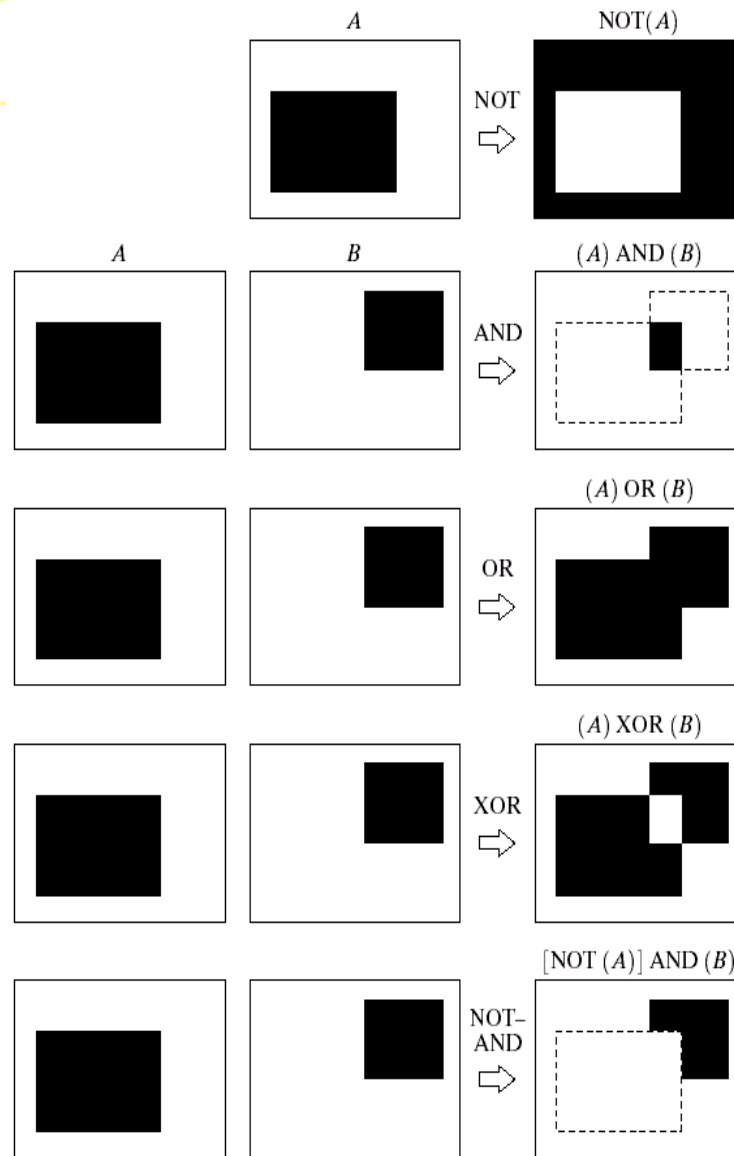 A NOT(A)
NOT
A B (A) AND (B)
AND
(A) OR (B)
OR
(A) XOR (B)
XOR
[NOT (A)] AND (B)
NOT–
AND